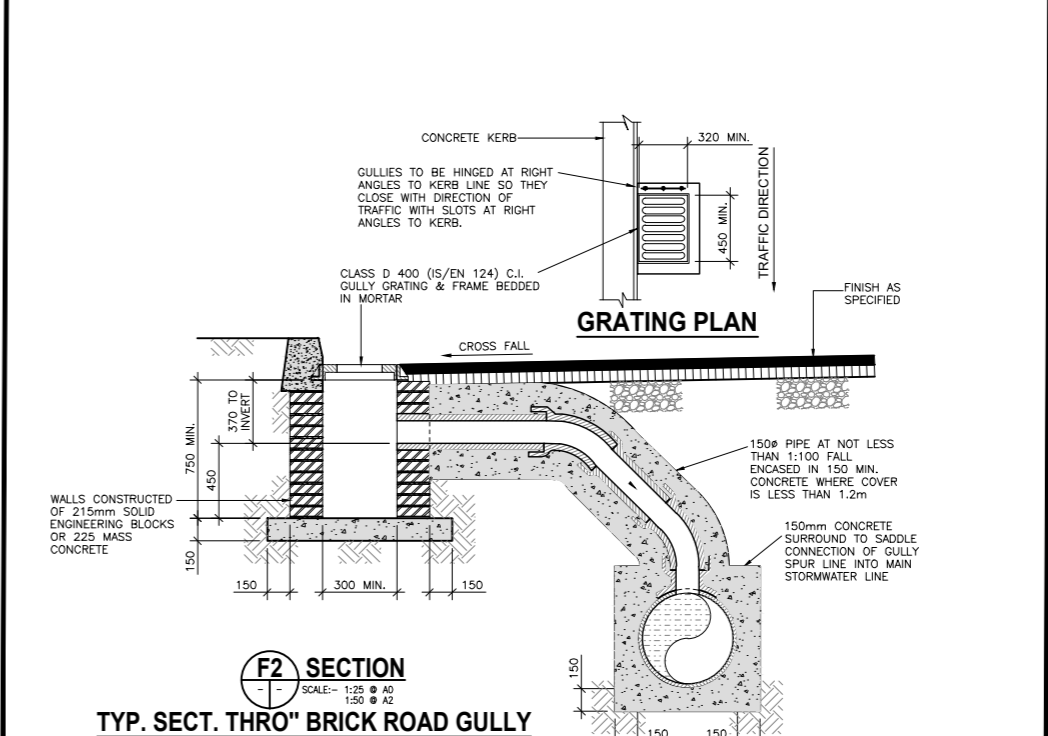 CONCRETE KERB
320 MIN.
GULLIES TO BE HINGED AT RIGHT
ANGLES TO KERB LINE SO THEY
CLOSE WITH DIRECTION OF
TRAFFIC WITH SLOTS AT RIGHT
ANGLES TO KERB.
450 MIN.
TRAFFIC DIRECTION
CLASS D 400 (IS/EN 124) C.I.
GULLY GRATING & FRAME BEDDED
IN MORTAR
GRATING PLAN
FINISH AS
SPECIFIED
CROSS FALL
370 TO
INVERT
750 MIN.
450
150
WALLS CONSTRUCTED
OF 215mm SOLID
ENGINEERING BLOCKS
OR 225 MASS
CONCRETE
150ø PIPE AT NOT LESS
THAN 1:100 FALL
ENCASED IN 150 MIN.
CONCRETE WHERE COVER
IS LESS THAN 1.2m
150mm CONCRETE
SURROUND TO SADDLE
CONNECTION OF GULLY
SPUR LINE INTO MAIN
STORMWATER LINE
150
300 MIN.
150
150
150
150
F2
- -
SECTION
SCALE:- 1:25 @ A0
1:50 @ A2
TYP. SECT. THRO" BRICK ROAD GULLY